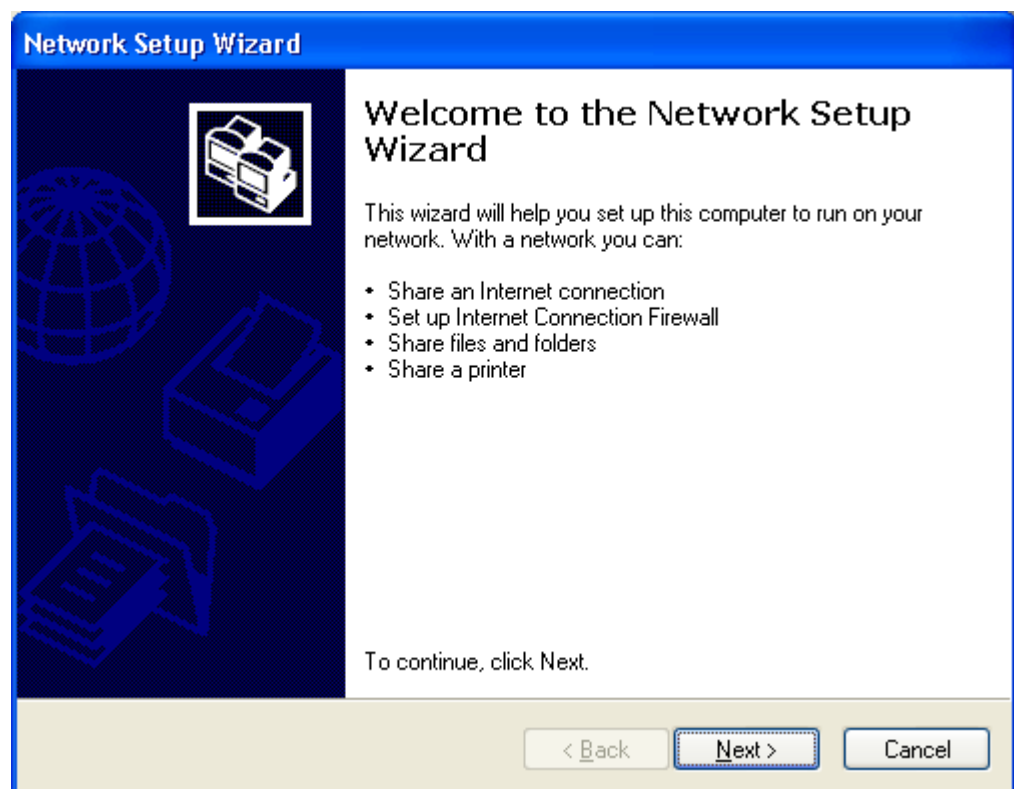 Network Setup Wizard
Welcome to the Network Setup
Wizard
This wizard will help you set up this computer to run on your
network. With a network you can:
• Share an Internet connection
• Set up Internet Connection Firewall
• Share files and folders
• Share a printer
To continue, click Next.
< Back Next > Cancel